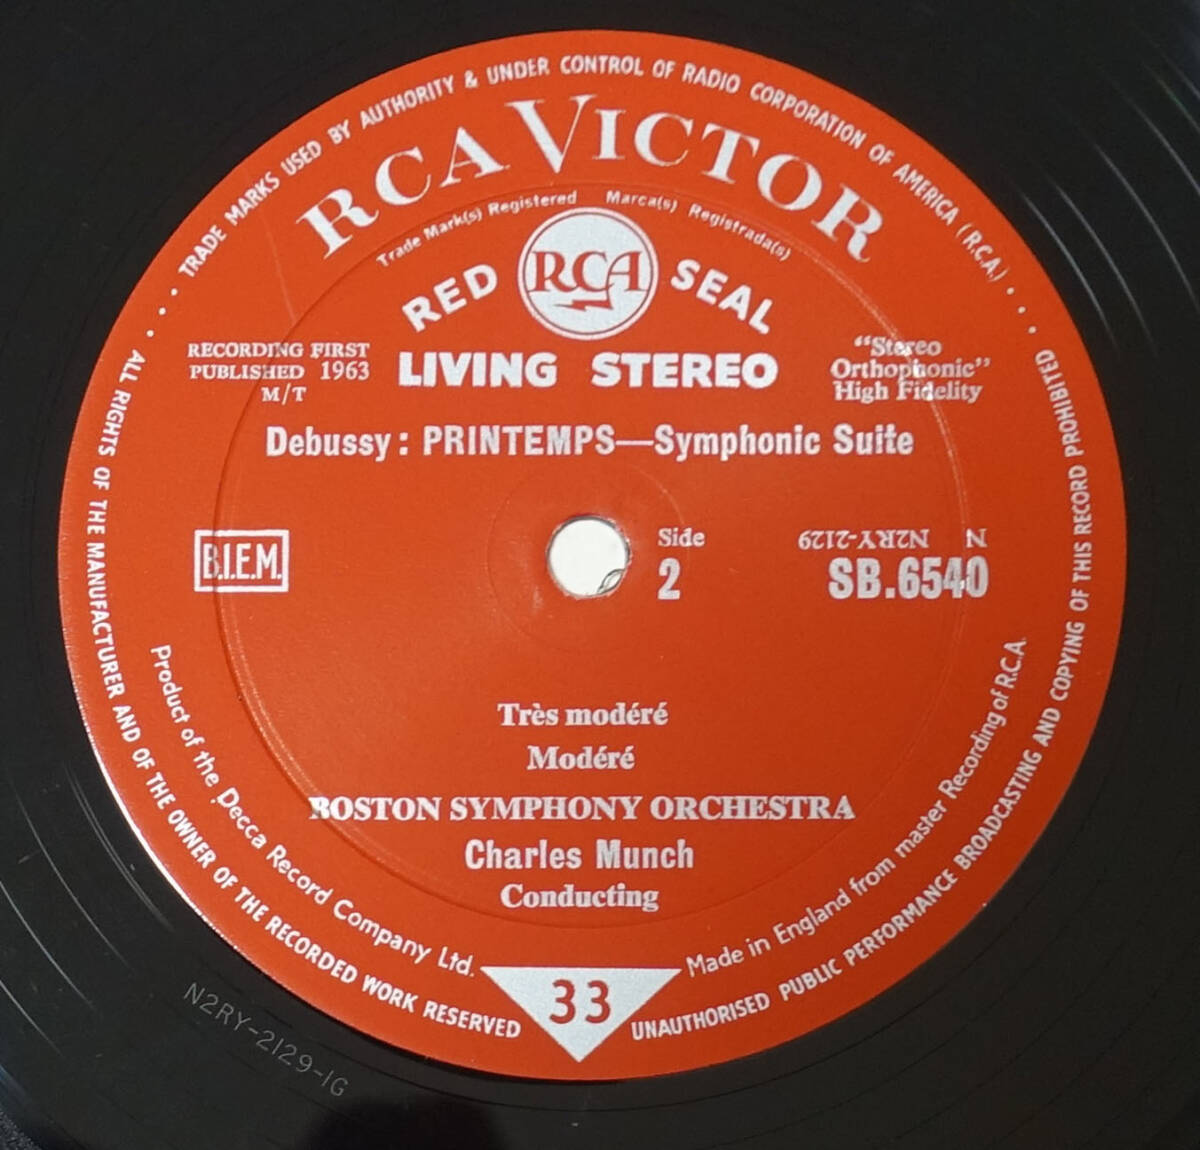 TRADE MARKS USED BY AUTHORITY & UNDER CONTROL OF RADIO CORPORATION OF AMERICA (R.C.A.)
RCA VICTOR
Trade Mark(s) Registered Marca(s) Registrada(s)
RED RCA SEAL
LIVING STEREO
RECORDING FIRST
PUBLISHED 1963
M/T
"Stereo
Orthophonic"
High Fidelity
Debussy: PRINTEMPS—Symphonic Suite
B.I.E.M.
Side
2
N N2RY-2129
SB.6540
Très modéré
Modéré
BOSTON SYMPHONY ORCHESTRA
Charles Munch
Conducting
Product of the Decca Record Company Ltd.
Made in England from master Recording of R.C.A.
33
ALL RIGHTS OF THE MANUFACTURER AND OF THE OWNER OF THE RECORDED WORK RESERVED
UNAUTHORISED PUBLIC PERFORMANCE BROADCASTING AND COPYING OF THIS RECORD PROHIBITED
N2RY-2129-1G